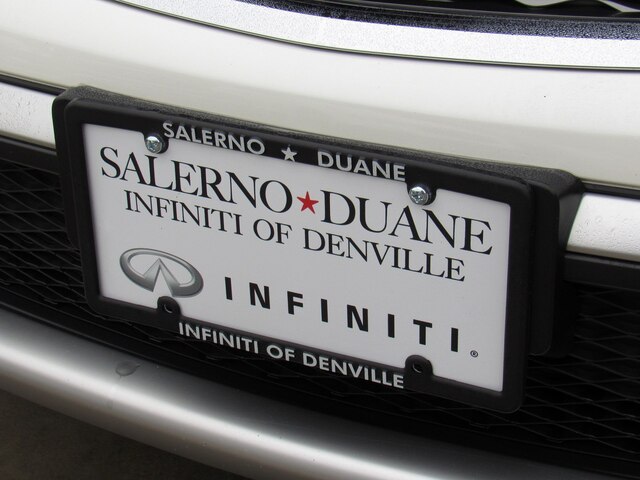 SALERNO ★ DUANE
SALERNO★DUANE
INFINITI OF DENVILLE
INFINITI®
INFINITI OF DENVILLE